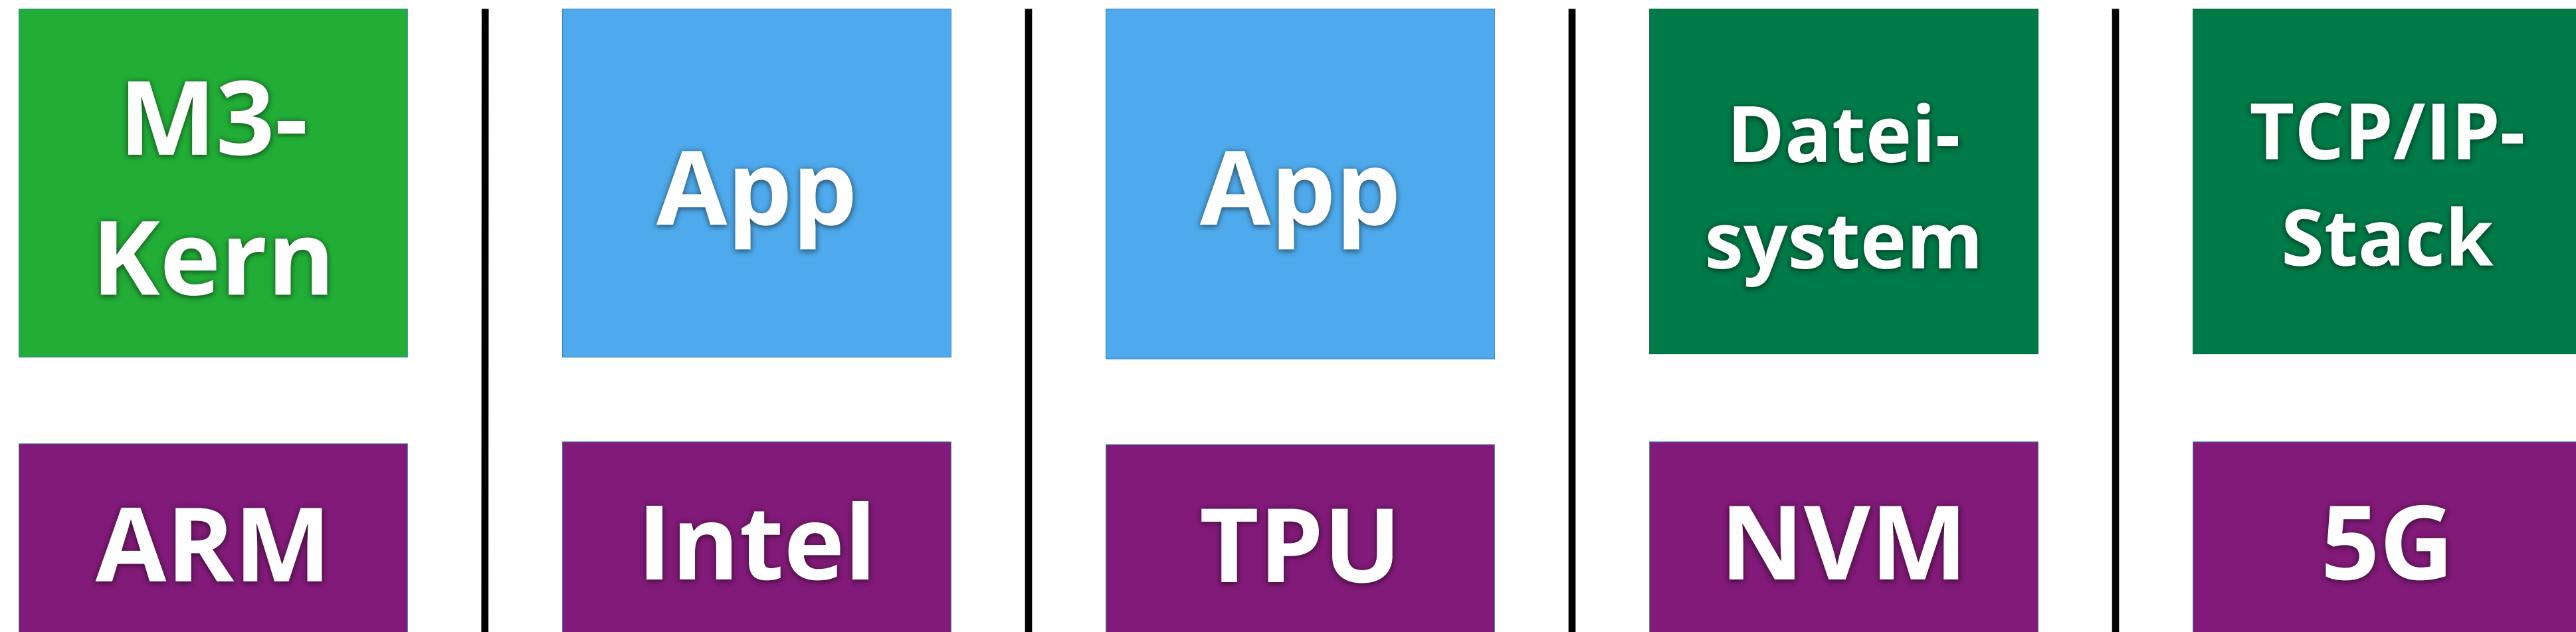 M3-
Kern
App
App
Datei-
system
TCP/IP-
Stack
ARM
Intel
TPU
NVM
5G